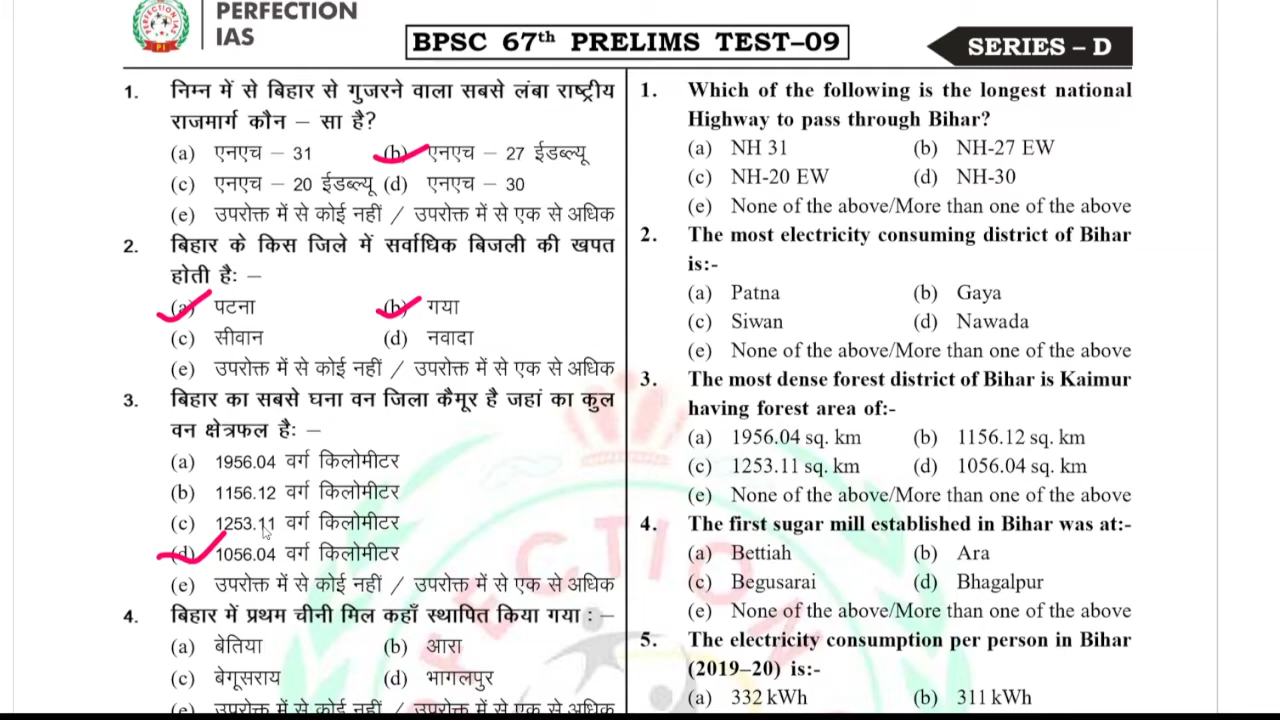 PERFECTION
IAS
BPSC 67th PRELIMS TEST–09
SERIES – D
1. निम्न में से बिहार से गुजरने वाला सबसे लंबा राष्ट्रीय
राजमार्ग कौन – सा है?
(a) एनएच – 31 (b) एनएच – 27 ईडब्ल्यू
(c) एनएच – 20 ईडब्ल्यू (d) एनएच – 30
(e) उपरोक्त में से कोई नहीं / उपरोक्त में से एक से अधिक
2. बिहार के किस जिले में सर्वाधिक बिजली की खपत
होती है: –
(a) पटना (b) गया
(c) सीवान (d) नवादा
(e) उपरोक्त में से कोई नहीं / उपरोक्त में से एक से अधिक
3. बिहार का सबसे घना वन जिला कैमूर है जहां का कुल
वन क्षेत्रफल है: –
(a) 1956.04 वर्ग किलोमीटर
(b) 1156.12 वर्ग किलोमीटर
(c) 1253.11 वर्ग किलोमीटर
(d) 1056.04 वर्ग किलोमीटर
(e) उपरोक्त में से कोई नहीं / उपरोक्त में से एक से अधिक
4. बिहार में प्रथम चीनी मिल कहाँ स्थापित किया गया : –
(a) बेतिया (b) आरा
(c) बेगूसराय (d) भागलपुर
(e) उपरोक्त में से कोई नहीं / उपरोक्त में से एक से अधिक
1. Which of the following is the longest national
Highway to pass through Bihar?
(a) NH 31 (b) NH-27 EW
(c) NH-20 EW (d) NH-30
(e) None of the above/More than one of the above
2. The most electricity consuming district of Bihar
is:-
(a) Patna (b) Gaya
(c) Siwan (d) Nawada
(e) None of the above/More than one of the above
3. The most dense forest district of Bihar is Kaimur
having forest area of:-
(a) 1956.04 sq. km (b) 1156.12 sq. km
(c) 1253.11 sq. km (d) 1056.04 sq. km
(e) None of the above/More than one of the above
4. The first sugar mill established in Bihar was at:-
(a) Bettiah (b) Ara
(c) Begusarai (d) Bhagalpur
(e) None of the above/More than one of the above
5. The electricity consumption per person in Bihar
(2019–20) is:-
(a) 332 kWh (b) 311 kWh